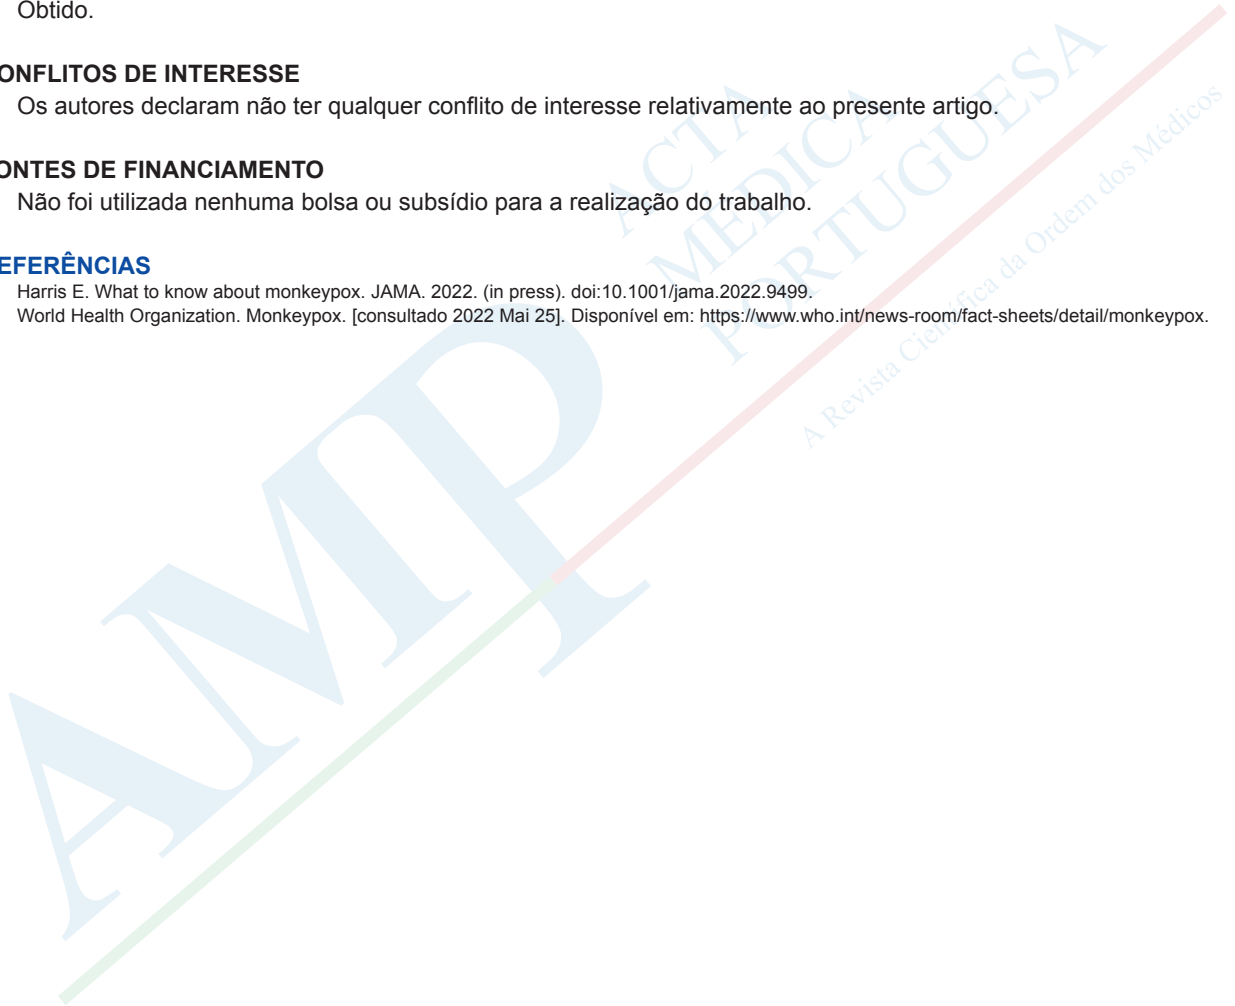 Obtido.
ONFLITOS DE INTERESSE
Os autores declaram não ter qualquer conflito de interesse relativamente ao presente artigo.
ONTES DE FINANCIAMENTO
Não foi utilizada nenhuma bolsa ou subsídio para a realização do trabalho.
EFERÊNCIAS
Harris E. What to know about monkeypox. JAMA. 2022. (in press). doi:10.1001/jama.2022.9499.
World Health Organization. Monkeypox. [consultado 2022 Mai 25]. Disponível em: https://www.who.int/news-room/fact-sheets/detail/monkeypox.
AMP
ACTA
MEDICA
PORTUGUESA
A Revista Científica da Ordem dos Médicos